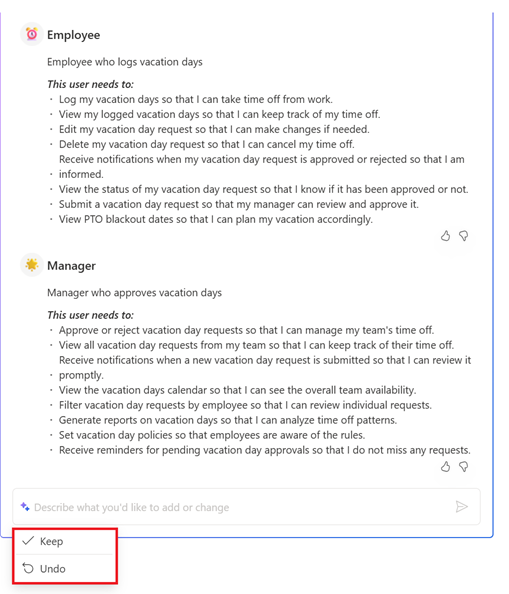 Employee
Employee who logs vacation days
This user needs to:
· Log my vacation days so that I can take time off from work.
· View my logged vacation days so that I can keep track of my time off.
· Edit my vacation day request so that I can make changes if needed.
· Delete my vacation day request so that I can cancel my time off.
Receive notifications when my vacation day request is approved or rejected so that I am
· informed.
· View the status of my vacation day request so that I know if it has been approved or not.
· Submit a vacation day request so that my manager can review and approve it.
· View PTO blackout dates so that I can plan my vacation accordingly.
Manager
Manager who approves vacation days
This user needs to:
· Approve or reject vacation day requests so that I can manage my team's time off.
· View all vacation day requests from my team so that I can keep track of their time off.
Receive notifications when a new vacation day request is submitted so that I can review it
· promptly.
· View the vacation days calendar so that I can see the overall team availability.
· Filter vacation day requests by employee so that I can review individual requests.
· Generate reports on vacation days so that I can analyze time off patterns.
· Set vacation day policies so that employees are aware of the rules.
· Receive reminders for pending vacation day approvals so that I do not miss any requests.
Describe what you'd like to add or change
Keep
Undo